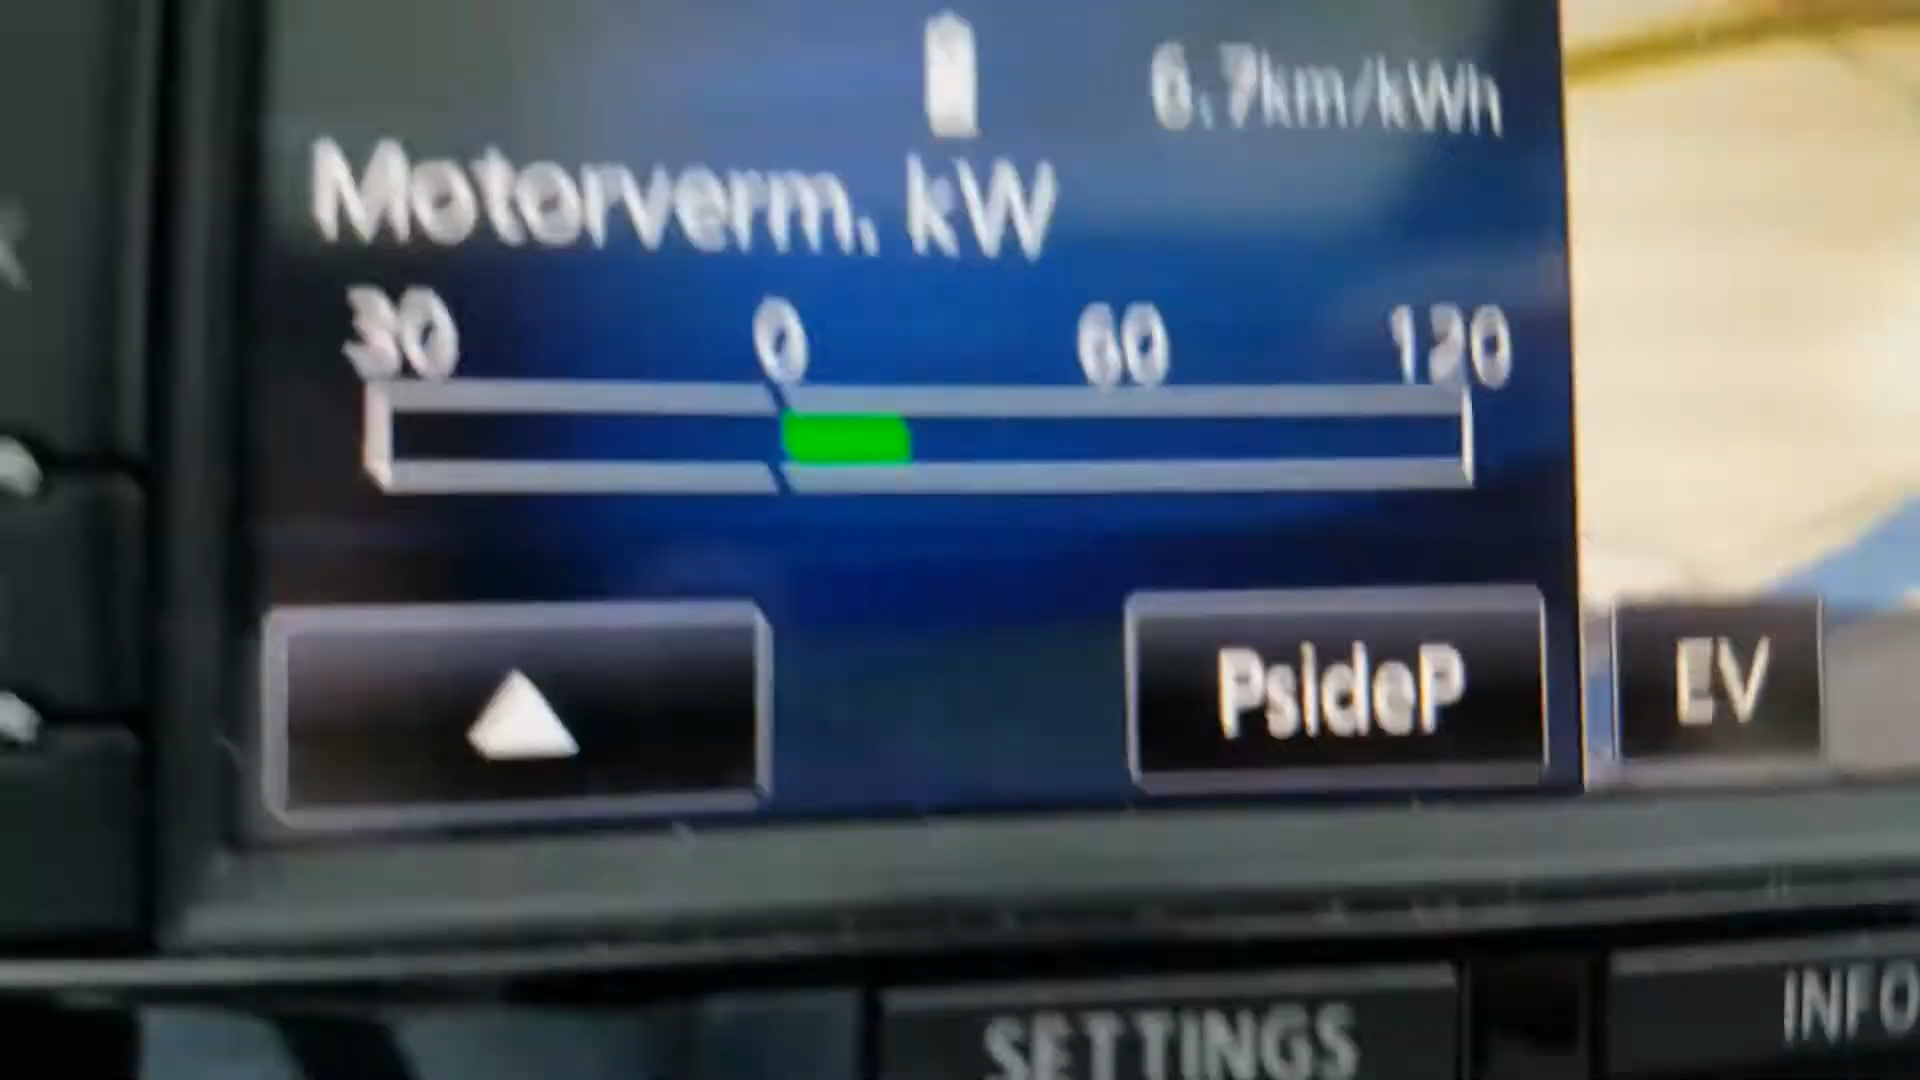 6.7km/kWh
Motorverm. kW
30 0 60 120
PsideP
EV
SETTINGS
INFO